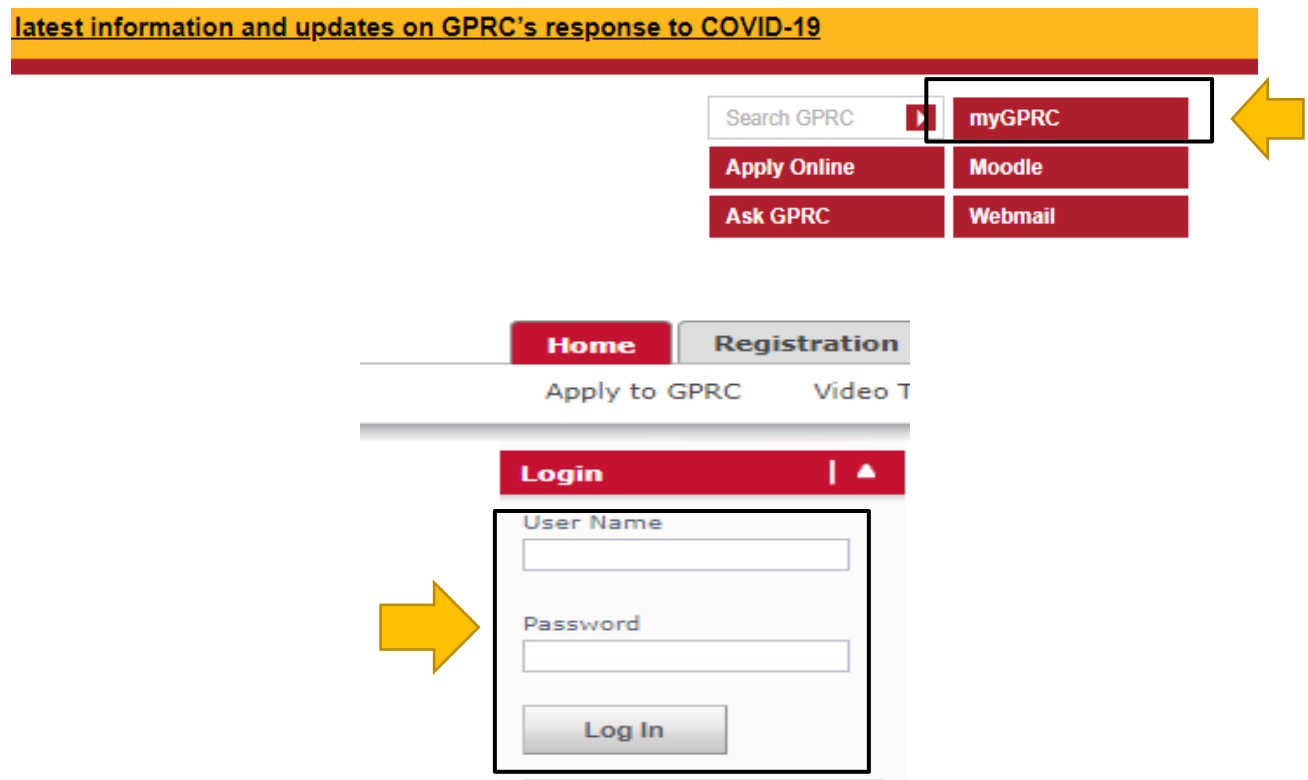 latest information and updates on GPRC's response to COVID-19
Search GPRC myGPRC
Apply Online Moodle
Ask GPRC Webmail
Home Registration
Apply to GPRC Video T
Login
User Name
Password
Log In